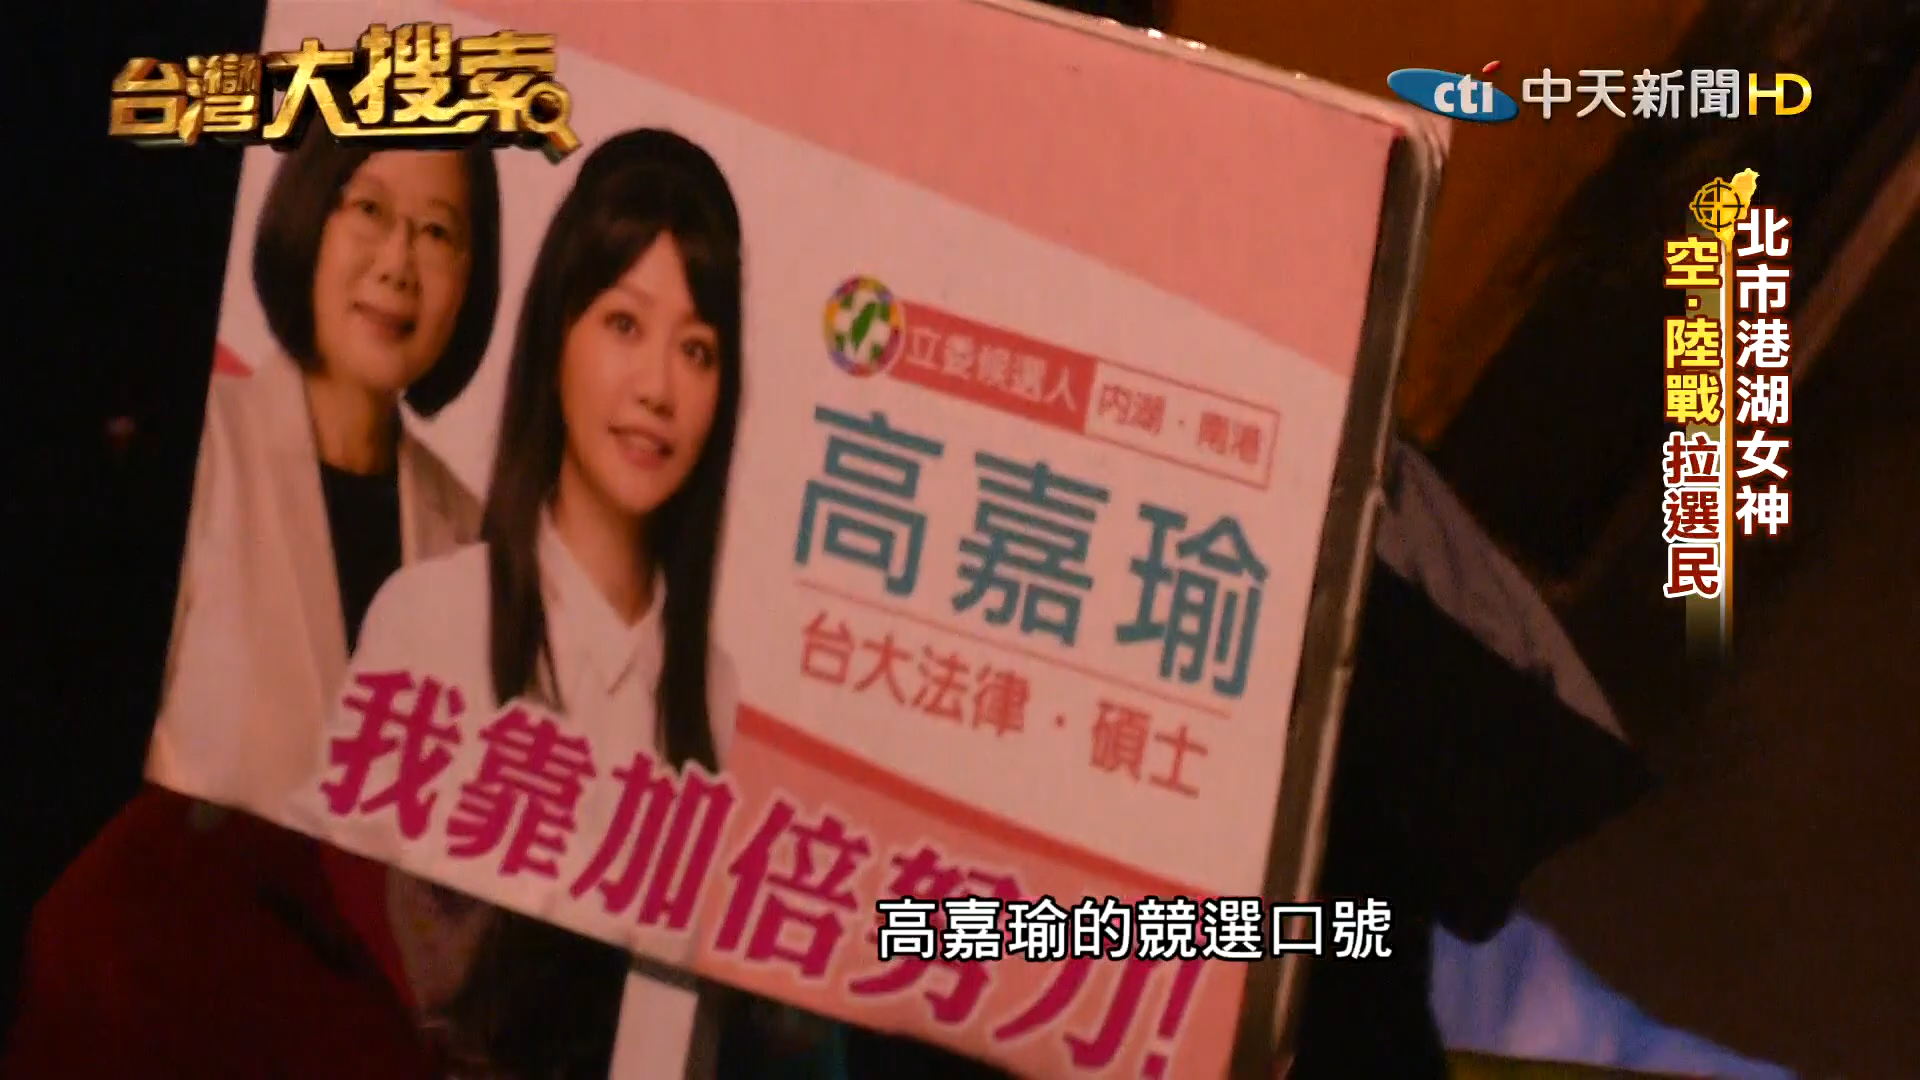 台灣大搜索
cti 中天新聞HD
北市港湖女神
空·陸戰 拉選民
立委候選人 內湖·南港
高嘉瑜
台大法律·碩士
我靠加倍努力!
高嘉瑜的競選口號